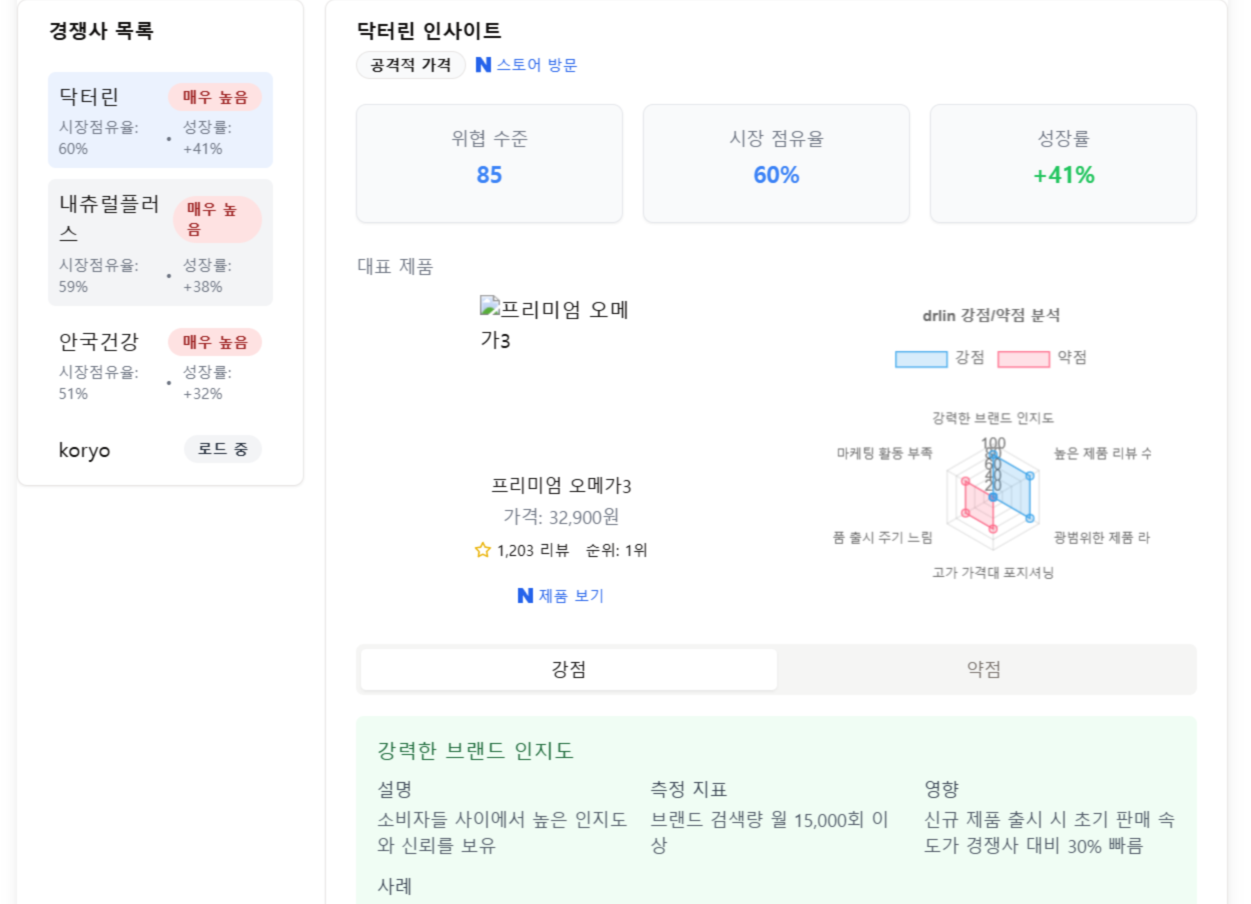 경쟁사 목록
닥터린
매우 높음
시장점유율:
60%
•
성장률:
+41%
내츄럴플러
스
매우 높
음
시장점유율:
59%
•
성장률:
+38%
안국건강
매우 높음
시장점유율:
51%
•
성장률:
+32%
koryo
로드 중
닥터린 인사이트
공격적 가격
N 스토어 방문
위협 수준
85
시장 점유율
60%
성장률
+41%
대표 제품
프리미엄 오메
가3
프리미엄 오메가3
가격: 32,900원
1,203 리뷰 순위: 1위
N 제품 보기
drlin 강점/약점 분석
강점 약점
강력한 브랜드 인지도
마케팅 활동 부족
높은 제품 리뷰 수
100
80
60
40
20
품 출시 주기 느림
광범위한 제품 라
고가 가격대 포지셔닝
강점
약점
강력한 브랜드 인지도
설명
소비자들 사이에서 높은 인지도
와 신뢰를 보유
측정 지표
브랜드 검색량 월 15,000회 이
상
영향
신규 제품 출시 시 초기 판매 속
도가 경쟁사 대비 30% 빠름
사례